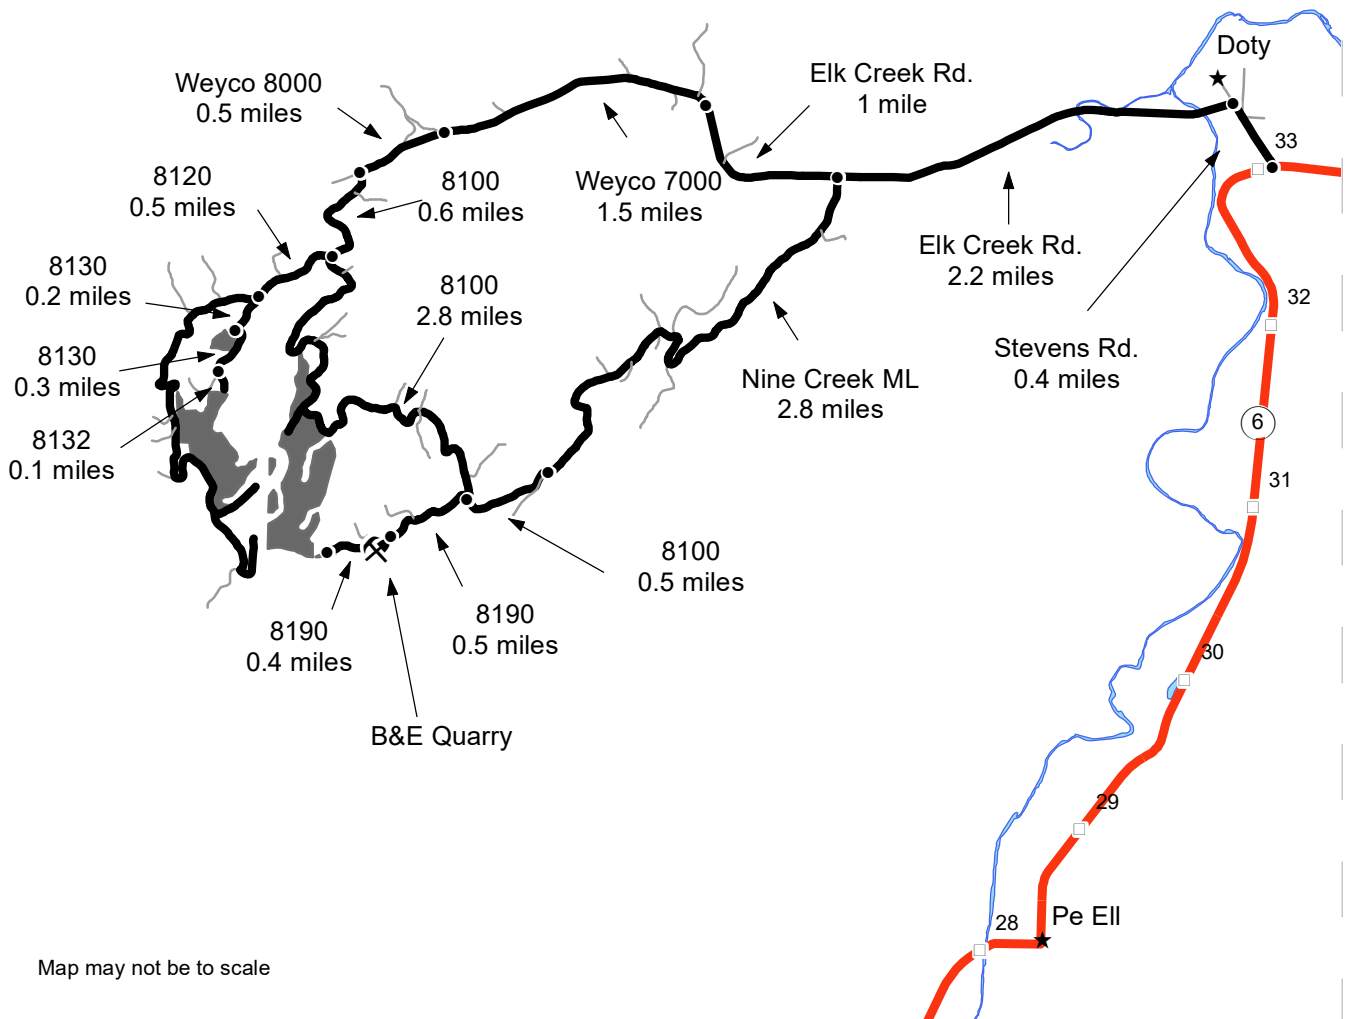 Doty
Elk Creek Rd.
1 mile
Weyco 8000
0.5 miles
33
8120
0.5 miles
8100
0.6 miles
Weyco 7000
1.5 miles
Elk Creek Rd.
2.2 miles
8130
0.2 miles
8100
2.8 miles
32
8130
0.3 miles
Stevens Rd.
0.4 miles
Nine Creek ML
2.8 miles
6
8132
0.1 miles
31
8100
0.5 miles
8190
0.5 miles
8190
0.4 miles
30
B&E Quarry
29
Pe Ell
28
Map may not be to scale